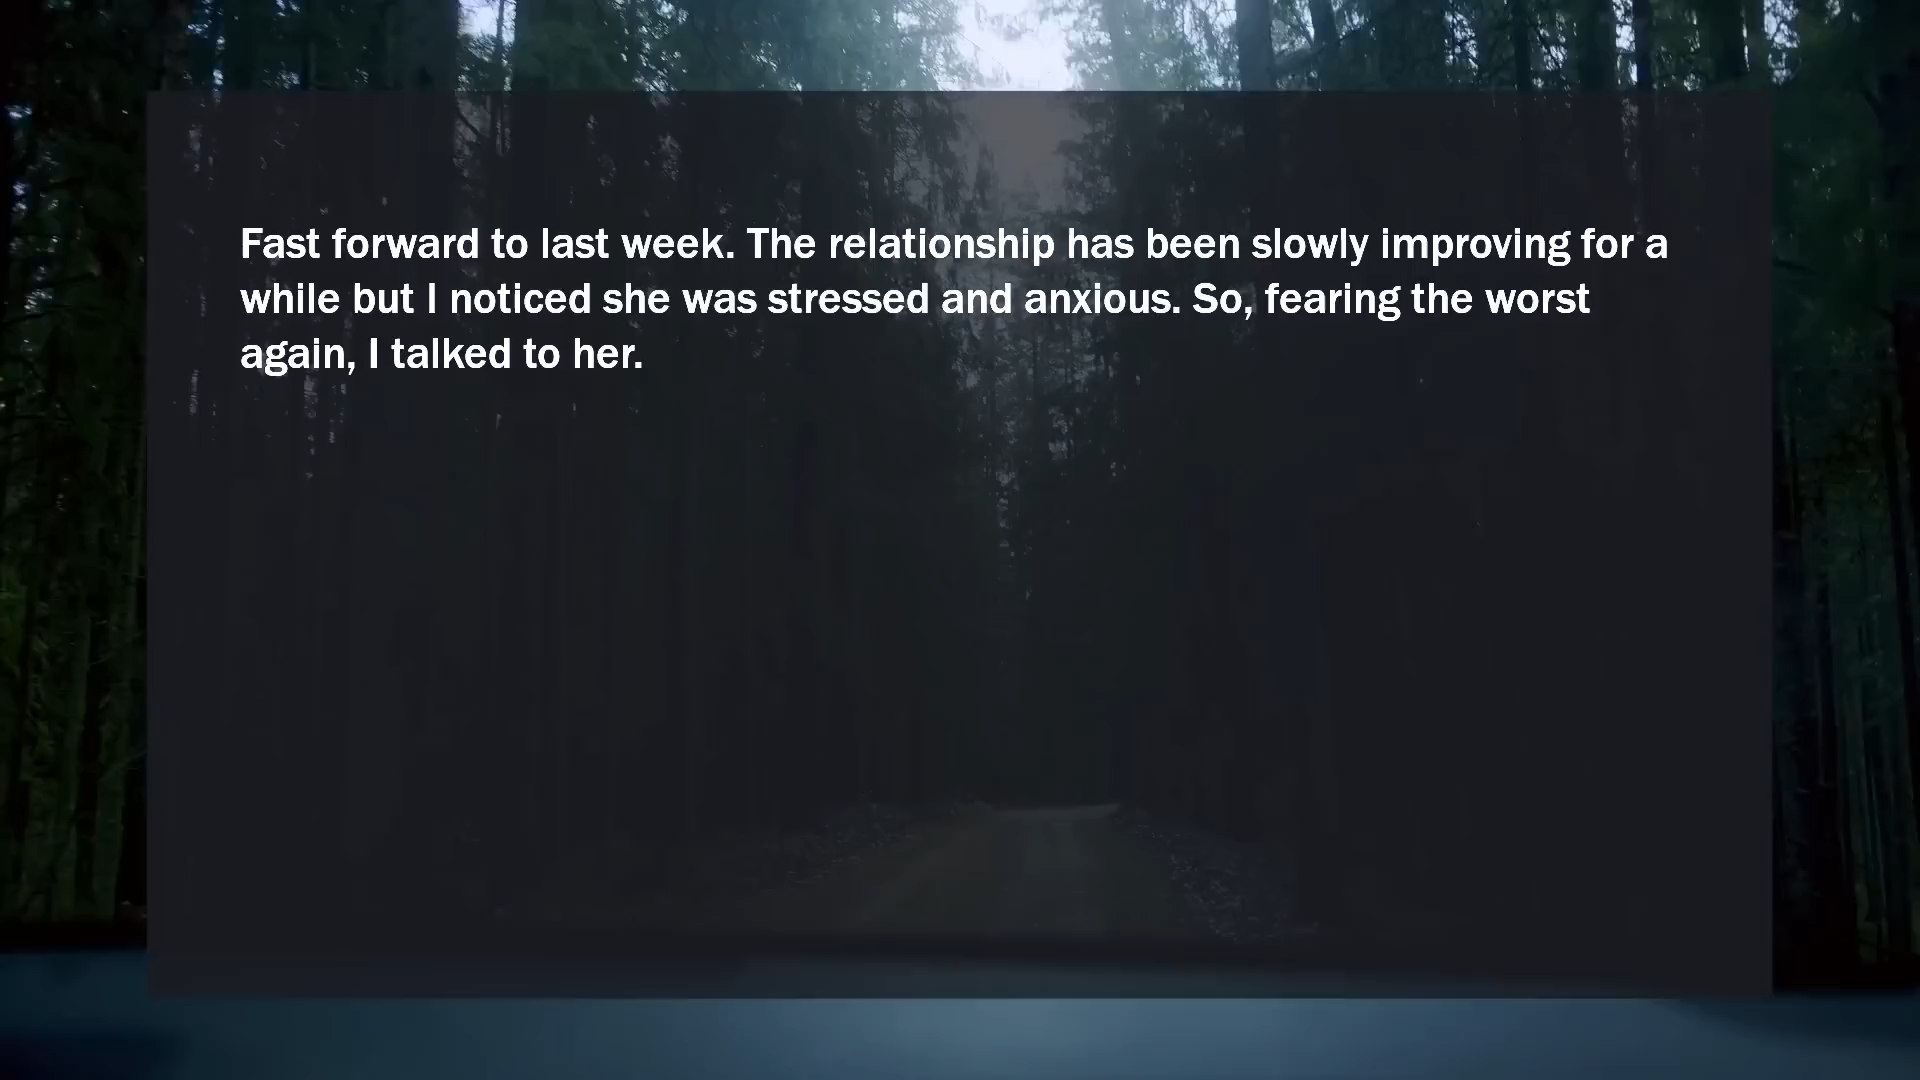 Fast forward to last week. The relationship has been slowly improving for a
while but I noticed she was stressed and anxious. So, fearing the worst
again, I talked to her.